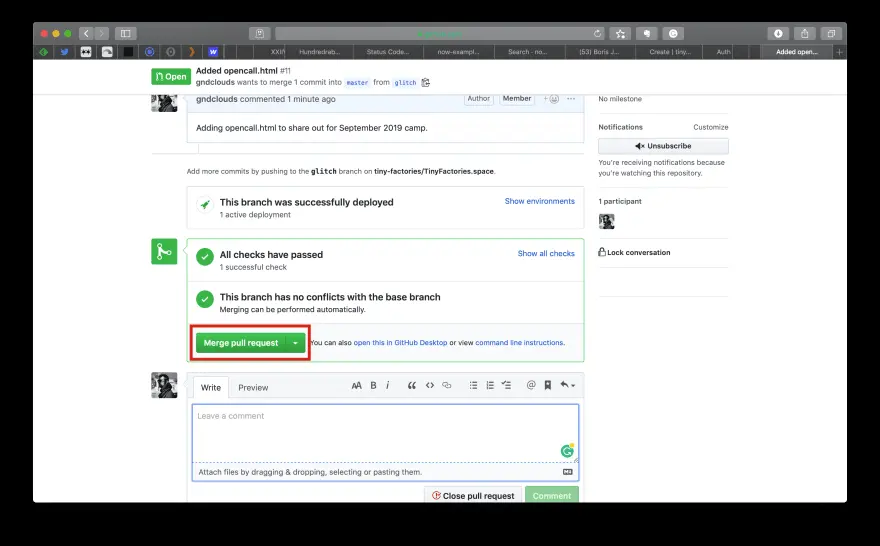 XXIV
Hundredrab...
Status Code...
now-exampl...
Search - no...
(53) Boris J...
Create | tiny...
Auth
Added open...
Open
Added opencall.html #11
gndclouds wants to merge 1 commit into master from glitch
gndclouds commented 1 minute ago
Author
Member
Adding opencall.html to share out for September 2019 camp.
Add more commits by pushing to the glitch branch on tiny-factories/TinyFactories.space.
This branch was successfully deployed
1 active deployment
Show environments
All checks have passed
1 successful check
Show all checks
This branch has no conflicts with the base branch
Merging can be performed automatically.
Merge pull request
You can also open this in GitHub Desktop or view command line instructions.
Write
Preview
Leave a comment
Attach files by dragging & dropping, selecting or pasting them.
Close pull request
Comment
No milestone
Notifications
Customize
Unsubscribe
You're receiving notifications because
you're watching this repository.
1 participant
Lock conversation